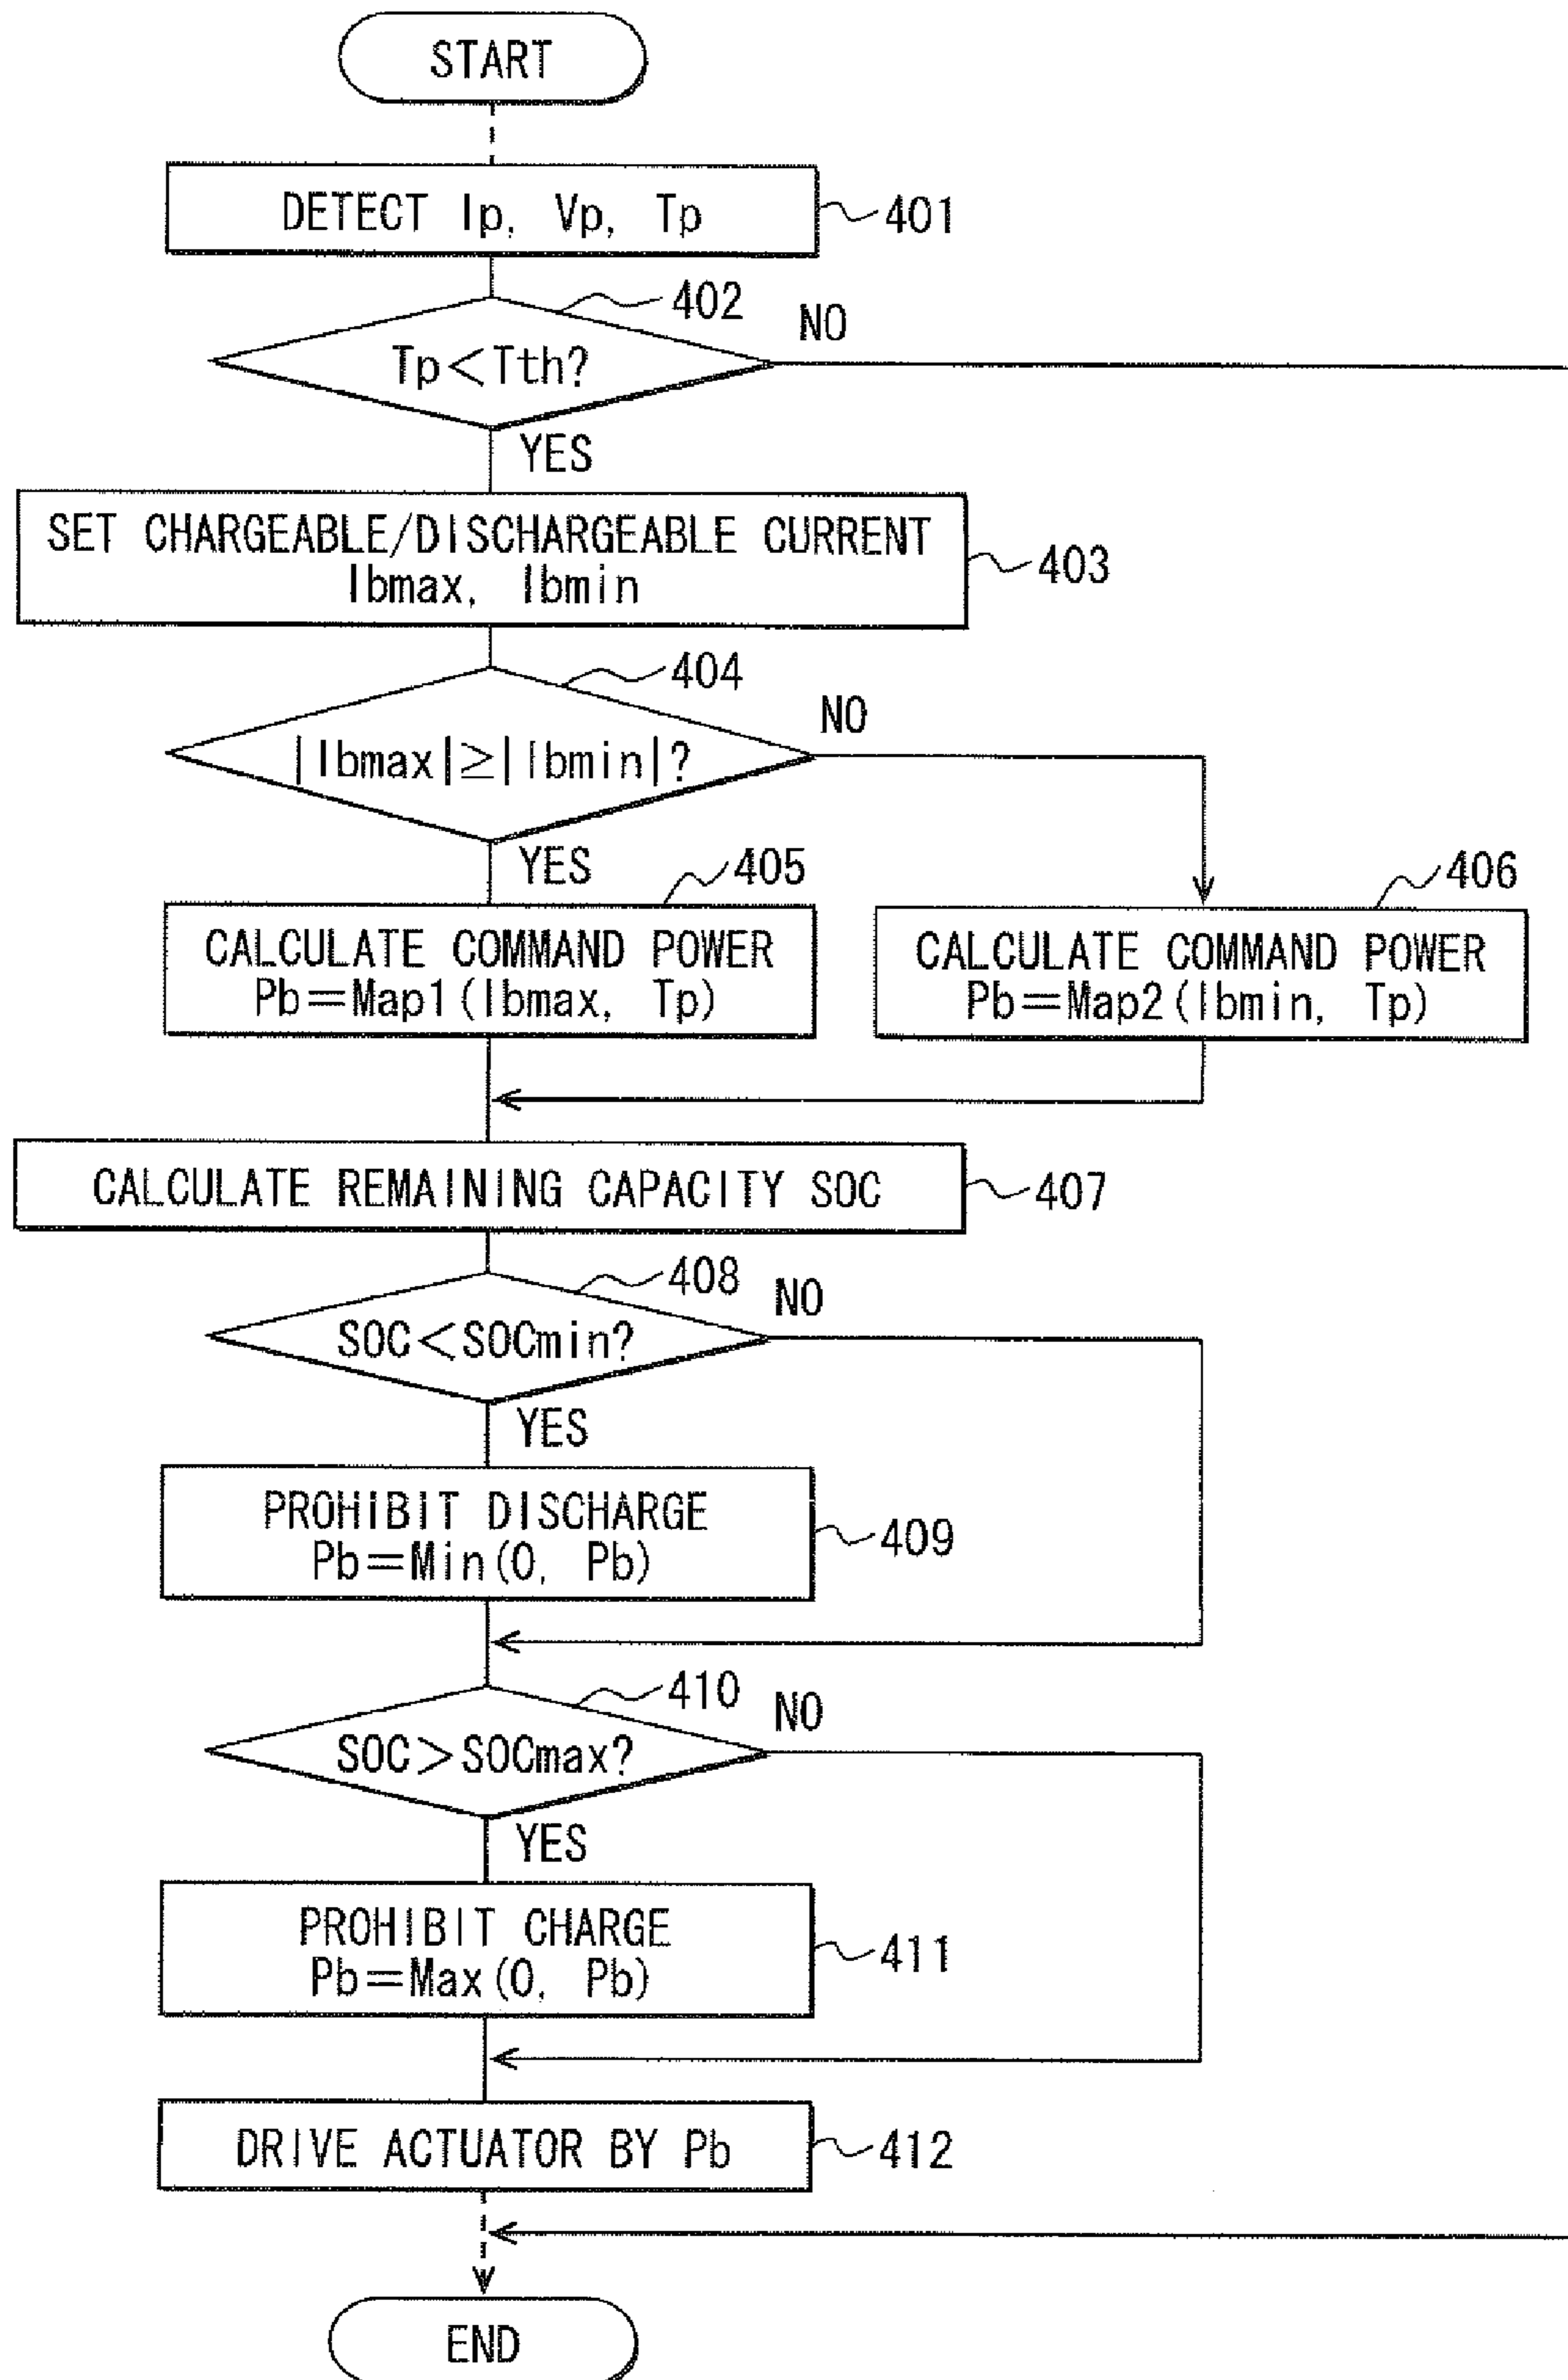 START
DETECT Ip, Vp, Tp
401
402
NO
Tp<Tth?
YES
SET CHARGEABLE/DISCHARGEABLE CURRENT
Ibmax, Ibmin
403
404
NO
|Ibmax|≥|Ibmin|?
YES
405
406
CALCULATE COMMAND POWER
Pb=Map1(Ibmax, Tp)
CALCULATE COMMAND POWER
Pb=Map2(Ibmin, Tp)
CALCULATE REMAINING CAPACITY SOC
407
408
NO
SOC<SOCmin?
YES
PROHIBIT DISCHARGE
Pb=Min(0, Pb)
409
410
NO
SOC>SOCmax?
YES
PROHIBIT CHARGE
Pb=Max(0, Pb)
411
DRIVE ACTUATOR BY Pb
412
END